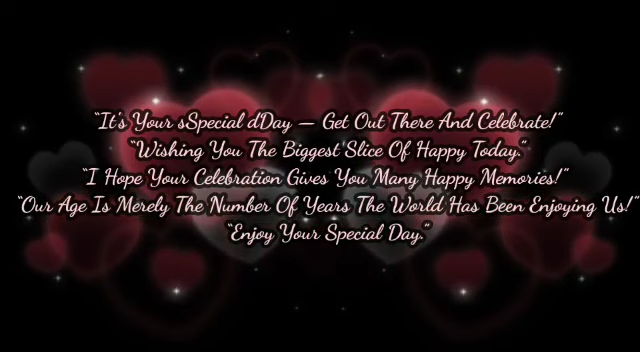 “It's Your sSpecial dDay — Get Out There And Celebrate!”
“Wishing You The Biggest Slice Of Happy Today.”
“I Hope Your Celebration Gives You Many Happy Memories!”
“Our Age Is Merely The Number Of Years The World Has Been Enjoying Us!”
“Enjoy Your Special Day.”